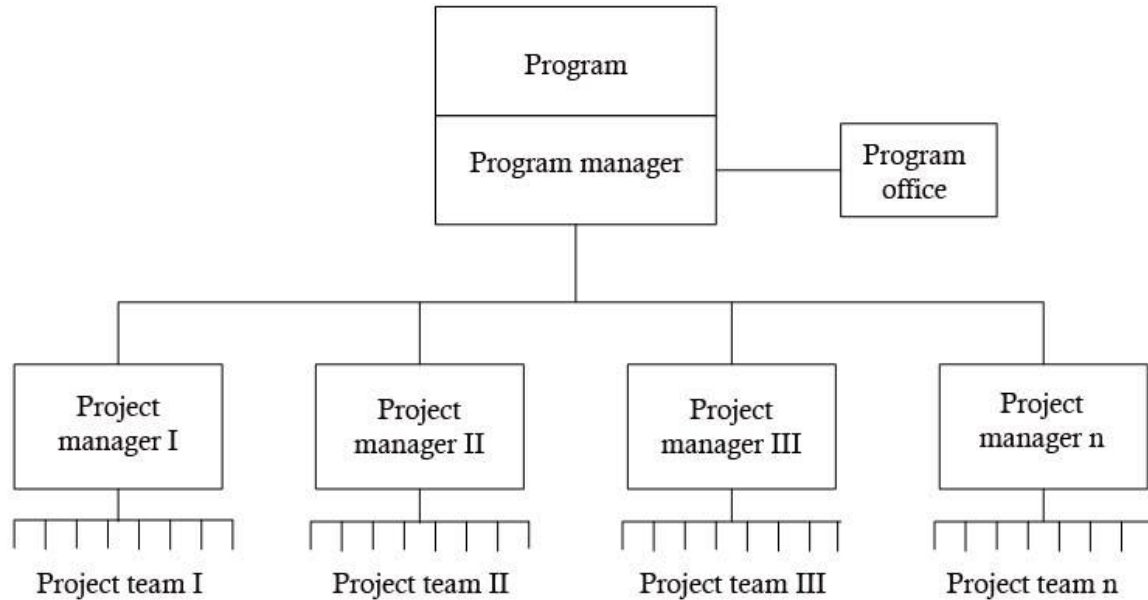 Program
Program manager
Program
office
Project
manager I
Project
manager II
Project
manager III
Project
manager n
Project team I
Project team II
Project team III
Project team n